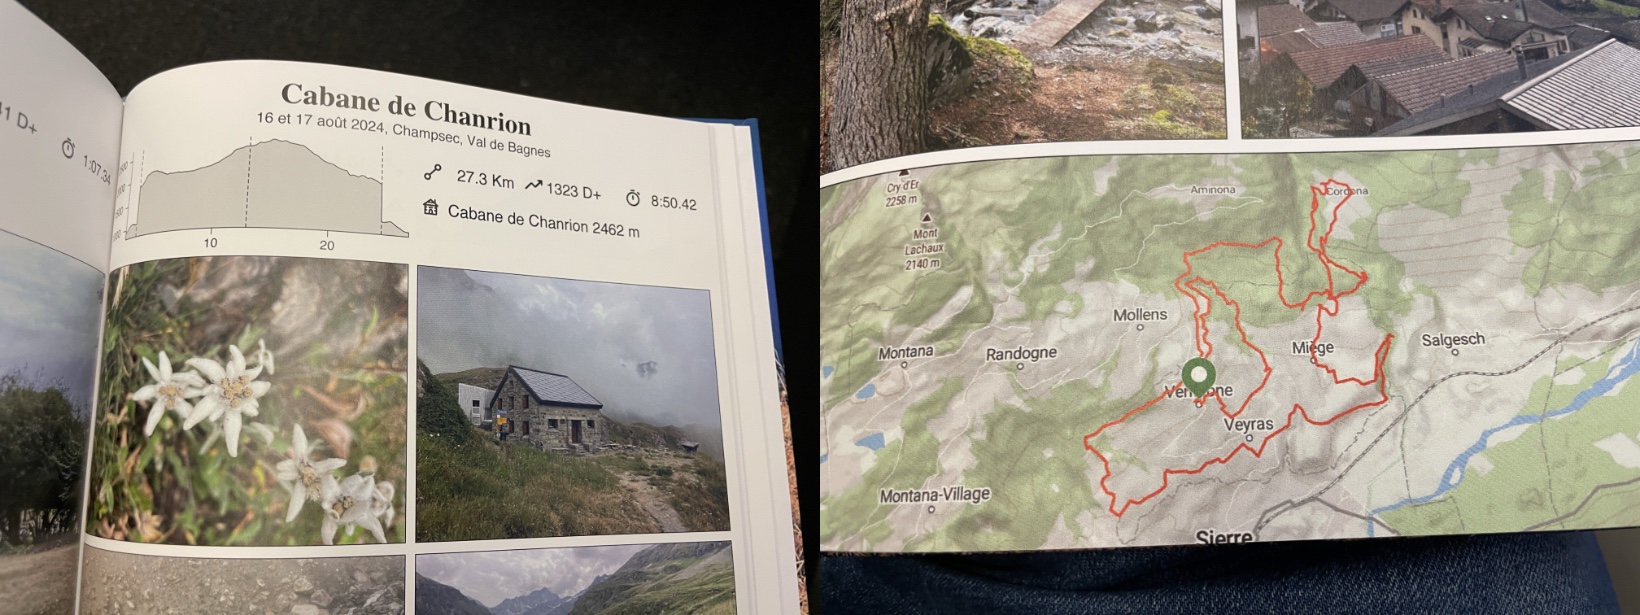 41 D+
1:07.34
Cabane de Chanrion
16 et 17 août 2024, Champsec, Val de Bagnes
27.3 Km 1323 D+ 8:50.42
Cabane de Chanrion 2462 m
10 20
Cry d'Er
2258 m
Aminona
Cordona
Mont
Lachaux
2140 m
Mollens
Montana
Randogne
Miège
Salgesch
Veyras
Montana-Village
Sierre